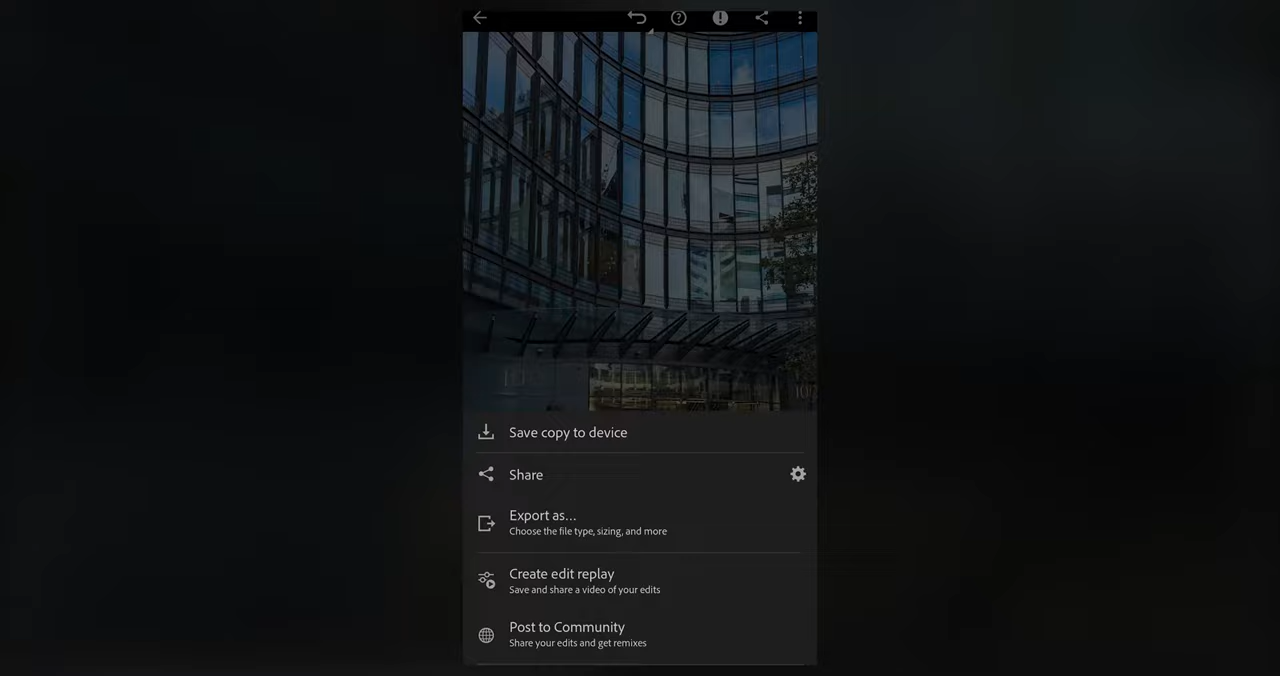 Save copy to device
Share
Export as...
Choose the file type, sizing, and more
Create edit replay
Save and share a video of your edits
Post to Community
Share your edits and get remixes